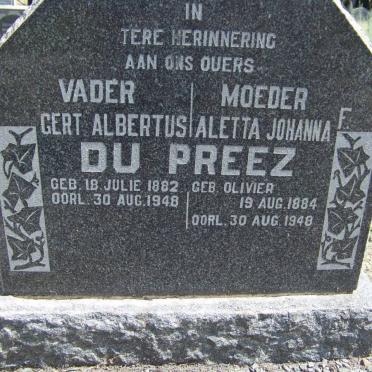 IN
TERE HERINNERING
AAN ONS OUERS
VADER MOEDER
GERT ALBERTUS ALETTA JOHANNA F.
DU PREEZ
GEB. 18. JULIE 1882 GEB. OLIVIER
OORL. 30 AUG. 1948 19 AUG. 1884
OORL. 30 AUG. 1948